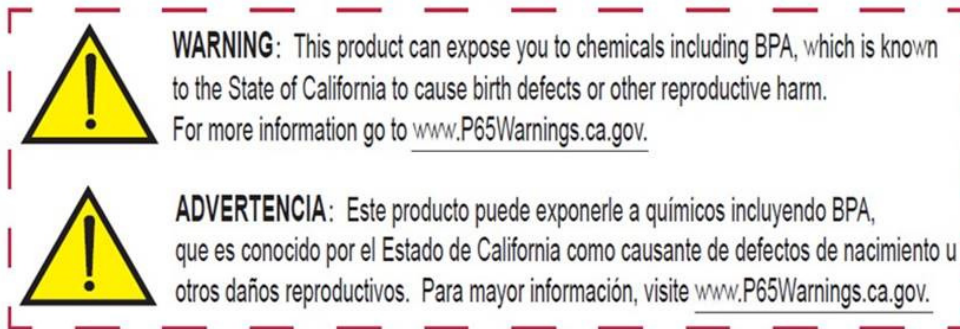 WARNING: This product can expose you to chemicals including BPA, which is known
to the State of California to cause birth defects or other reproductive harm.
For more information go to www.P65Warnings.ca.gov.
ADVERTENCIA: Este producto puede exponerle a químicos incluyendo BPA,
que es conocido por el Estado de California como causante de defectos de nacimiento u
otros daños reproductivos. Para mayor información, visite www.P65Warnings.ca.gov.